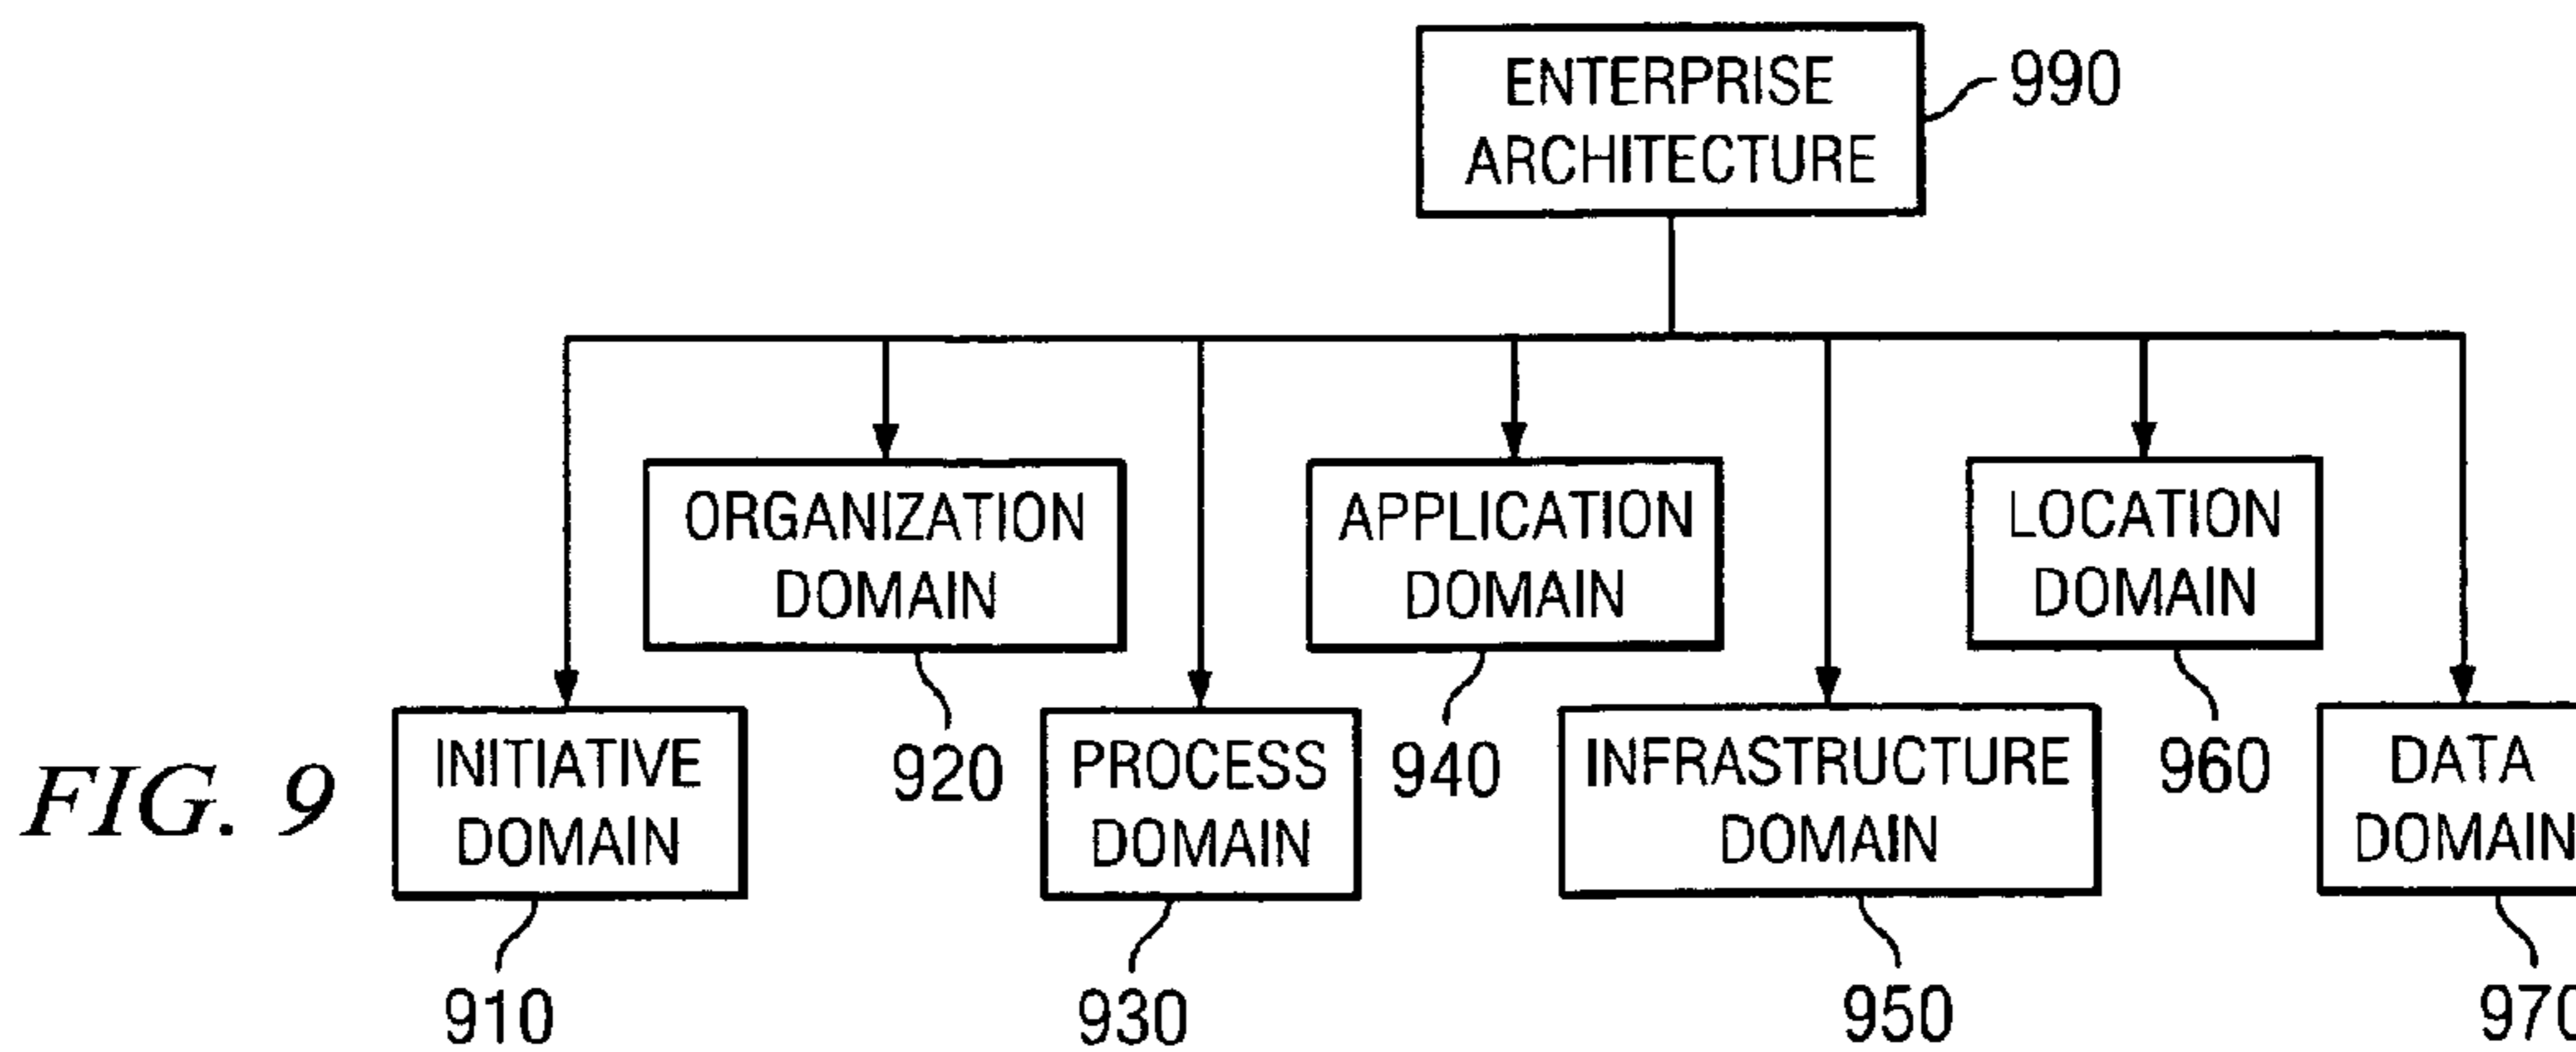 ENTERPRISE
ARCHITECTURE
990
ORGANIZATION
DOMAIN
920
APPLICATION
DOMAIN
940
LOCATION
DOMAIN
960
FIG. 9
INITIATIVE
DOMAIN
910
PROCESS
DOMAIN
930
INFRASTRUCTURE
DOMAIN
950
DATA
DOMAIN
970